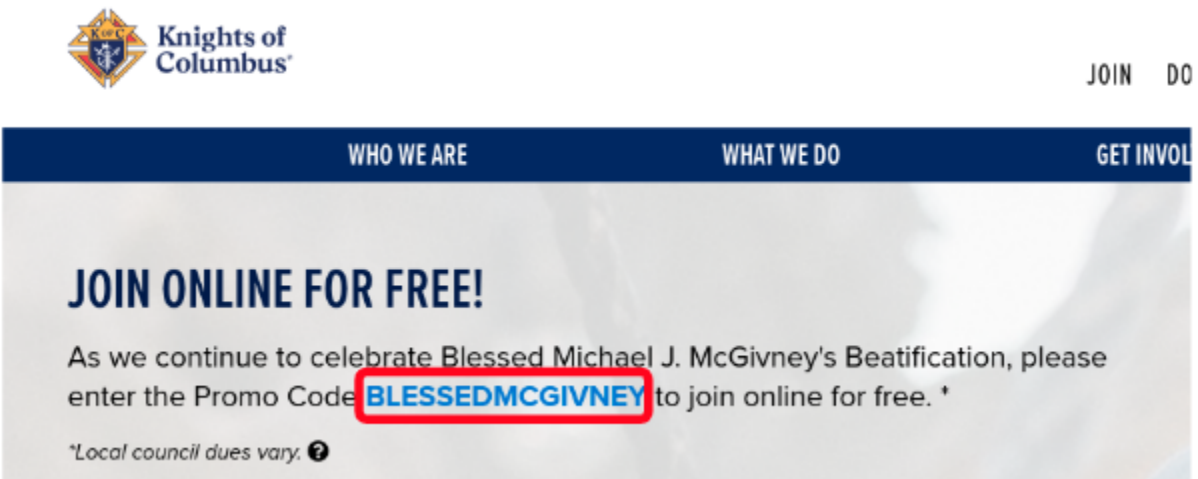 K of C
Knights of
Columbus®
JOIN DO
WHO WE ARE WHAT WE DO GET INVOL
JOIN ONLINE FOR FREE!
As we continue to celebrate Blessed Michael J. McGivney's Beatification, please
enter the Promo Code BLESSEDMCGIVNEY to join online for free. *
*Local council dues vary. ?